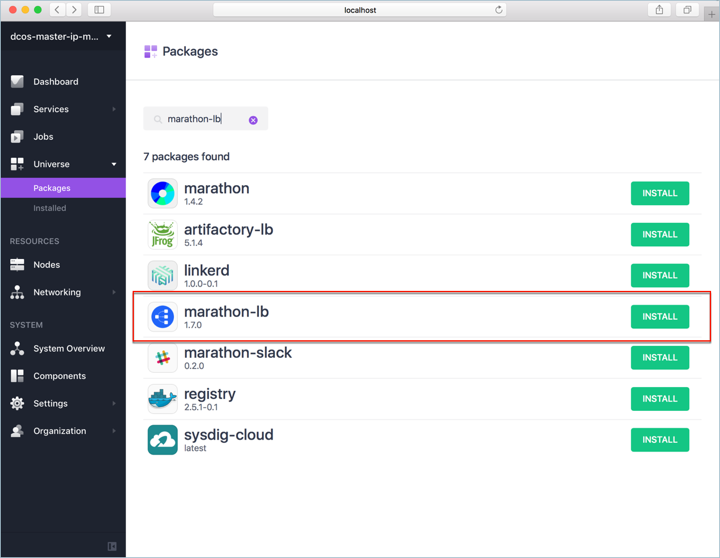 localhost
dcos-master-ip-m...
Packages
Dashboard
Services
Jobs
Universe
Packages
Installed
RESOURCES
Nodes
Networking
SYSTEM
System Overview
Components
Settings
Organization
marathon-lb
7 packages found
marathon
1.4.2
INSTALL
JFrog
artifactory-lb
5.1.4
INSTALL
linkerd
1.0.0-0.1
INSTALL
marathon-lb
1.7.0
INSTALL
marathon-slack
0.2.0
INSTALL
registry
2.5.1-0.1
INSTALL
sysdig-cloud
latest
INSTALL